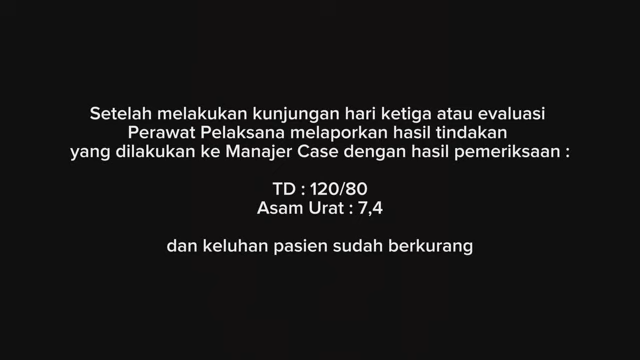 Setelah melakukan kunjungan hari ketiga atau evaluasi
Perawat Pelaksana melaporkan hasil tindakan
yang dilakukan ke Manajer Case dengan hasil pemeriksaan :
TD : 120/80
Asam Urat : 7,4
dan keluhan pasien sudah berkurang